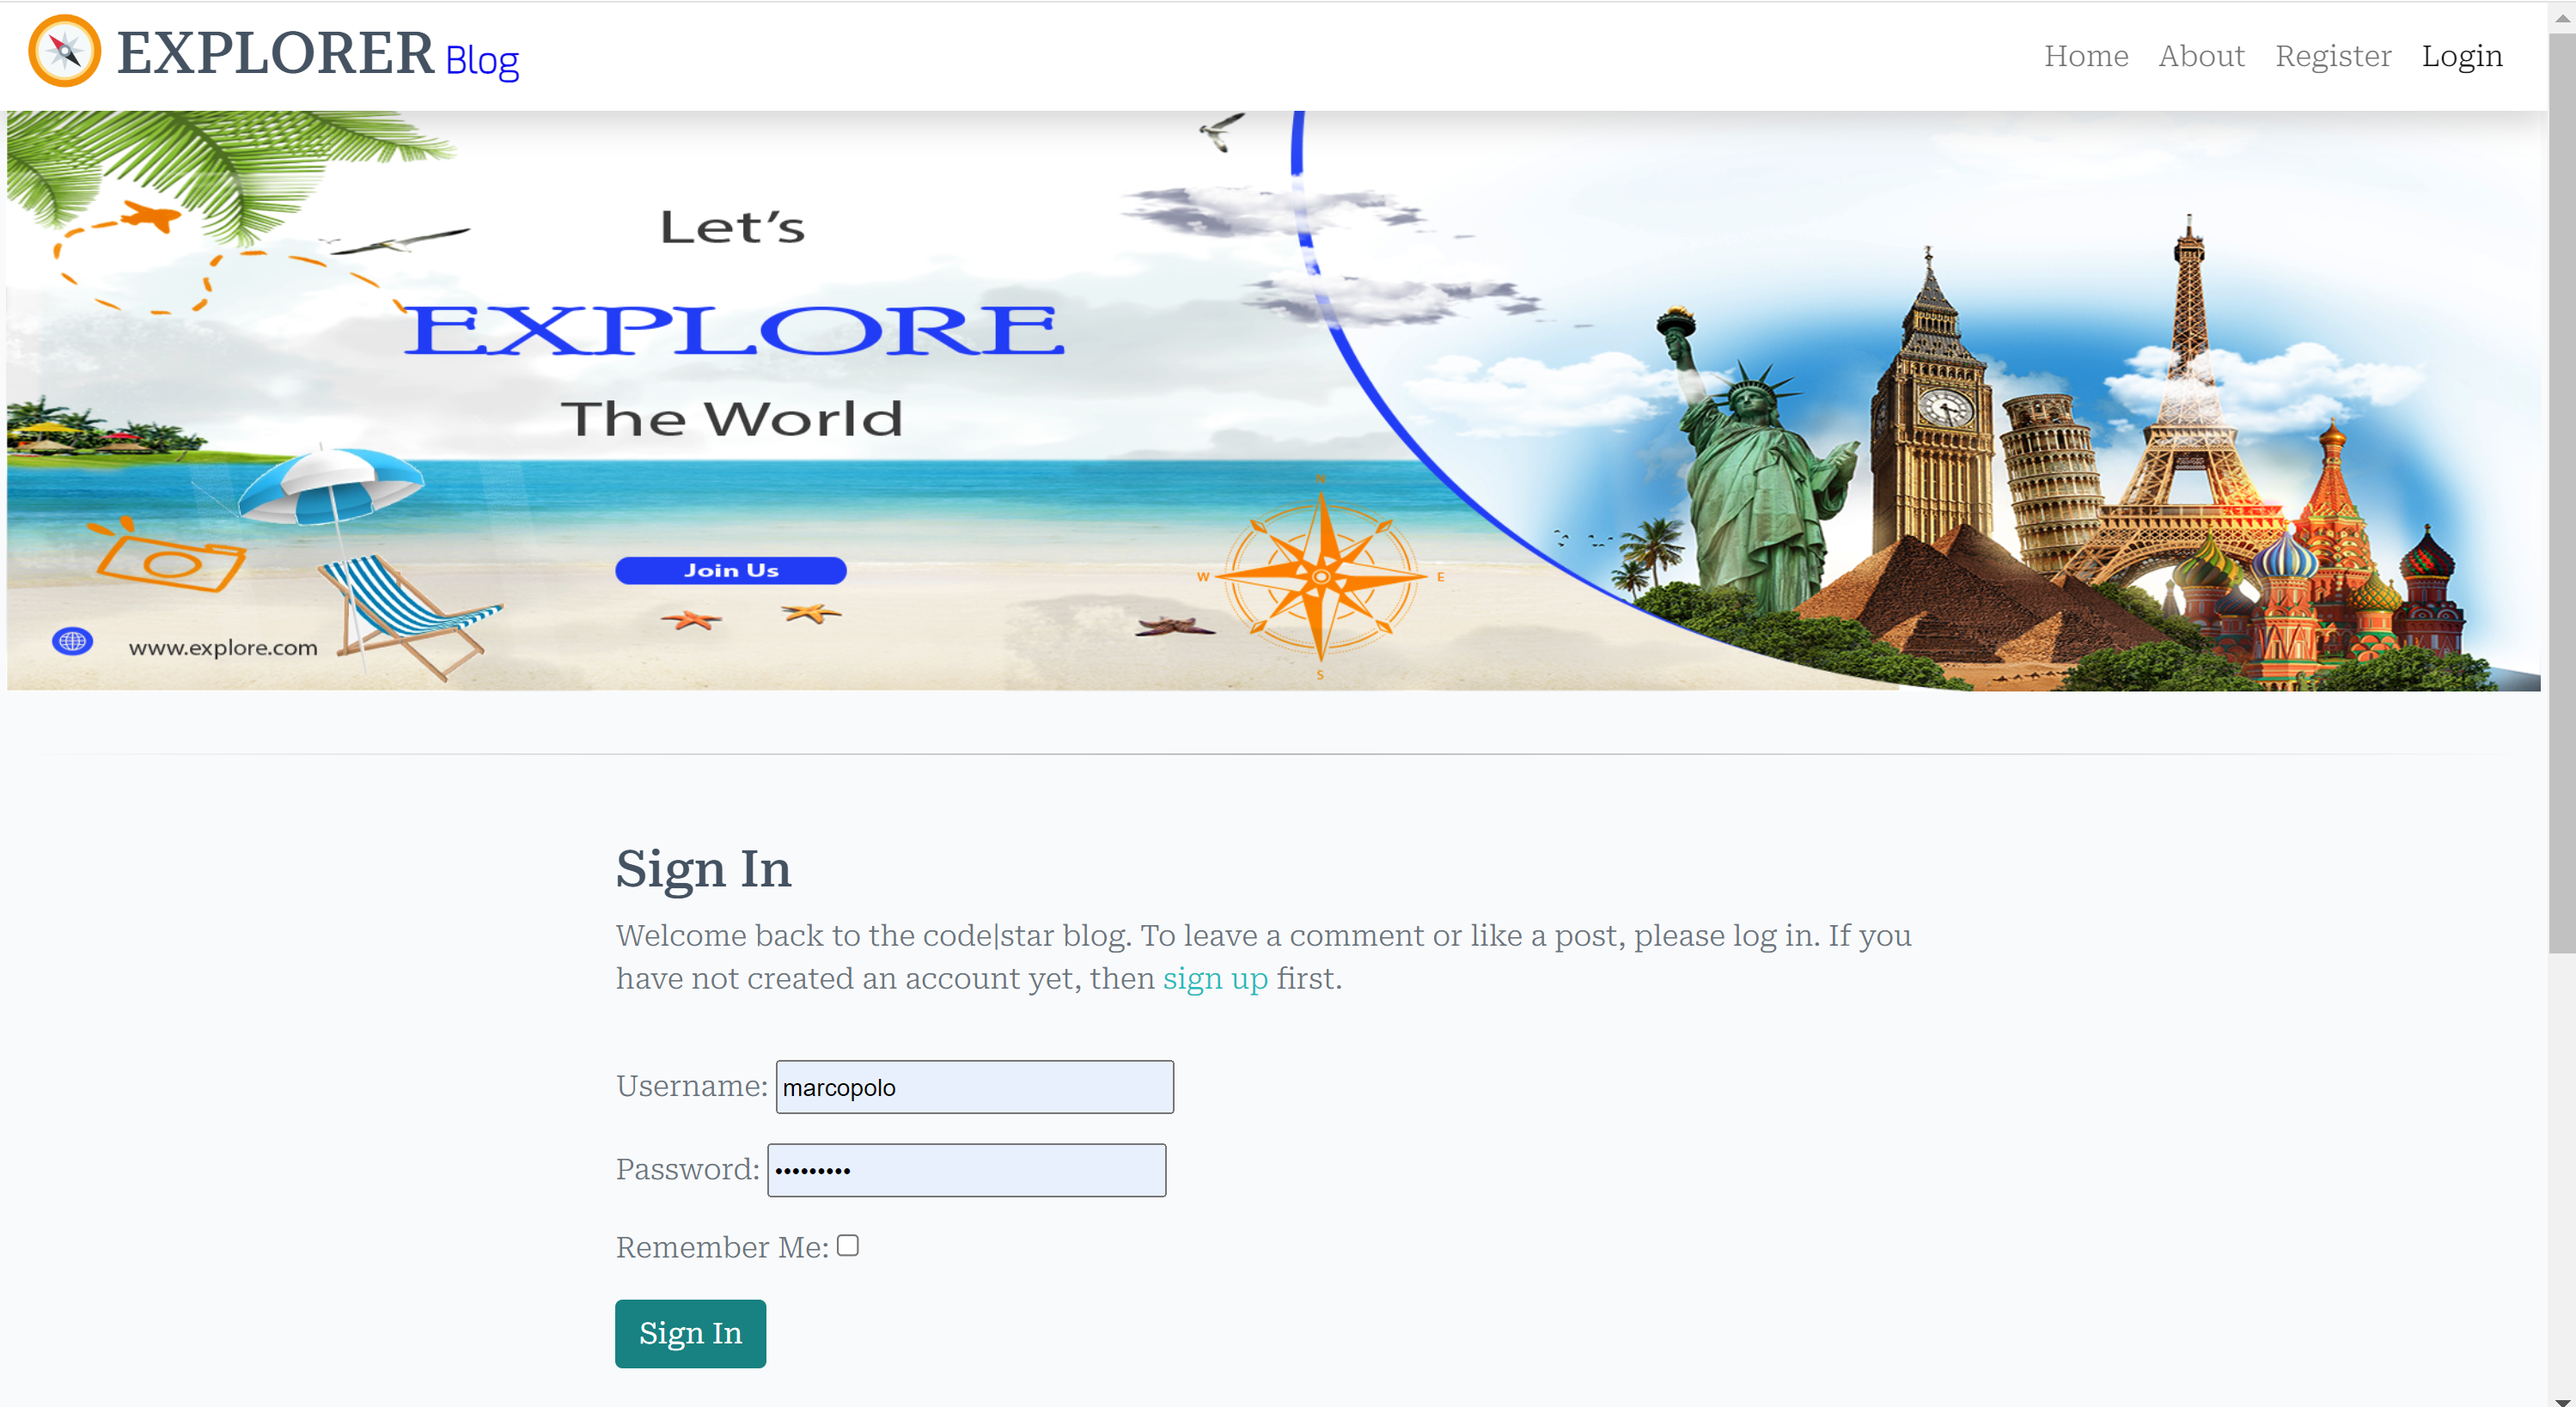 EXPLORER Blog
Home About Register Login
Let's
EXPLORE
The World
Join Us
www.explore.com
N
W E
S
Sign In
Welcome back to the code|star blog. To leave a comment or like a post, please log in. If you
have not created an account yet, then sign up first.
Username: marcopolo
Password: •••••••••
Remember Me:
Sign In